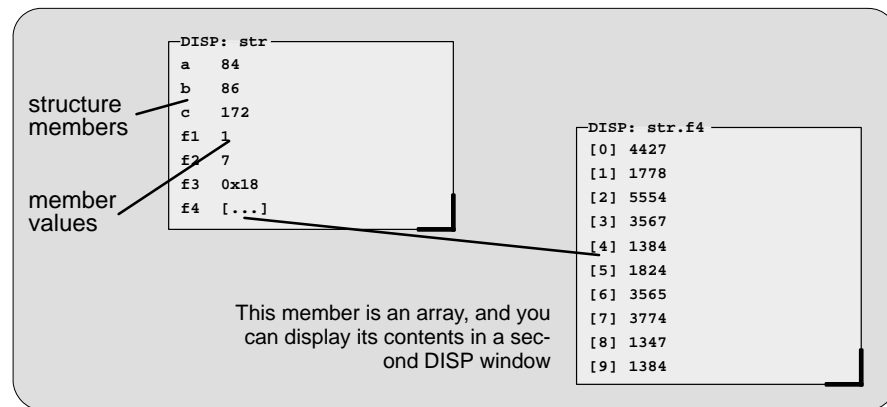 DISP: str
a 84
b 86
c 172
f1 1
f2 7
f3 0x18
f4 [...]
structure
members
member
values
DISP: str.f4
[0] 4427
[1] 1778
[2] 5554
[3] 3567
[4] 1384
[5] 1824
[6] 3565
[7] 3774
[8] 1347
[9] 1384
This member is an array, and you
can display its contents in a sec-
ond DISP window